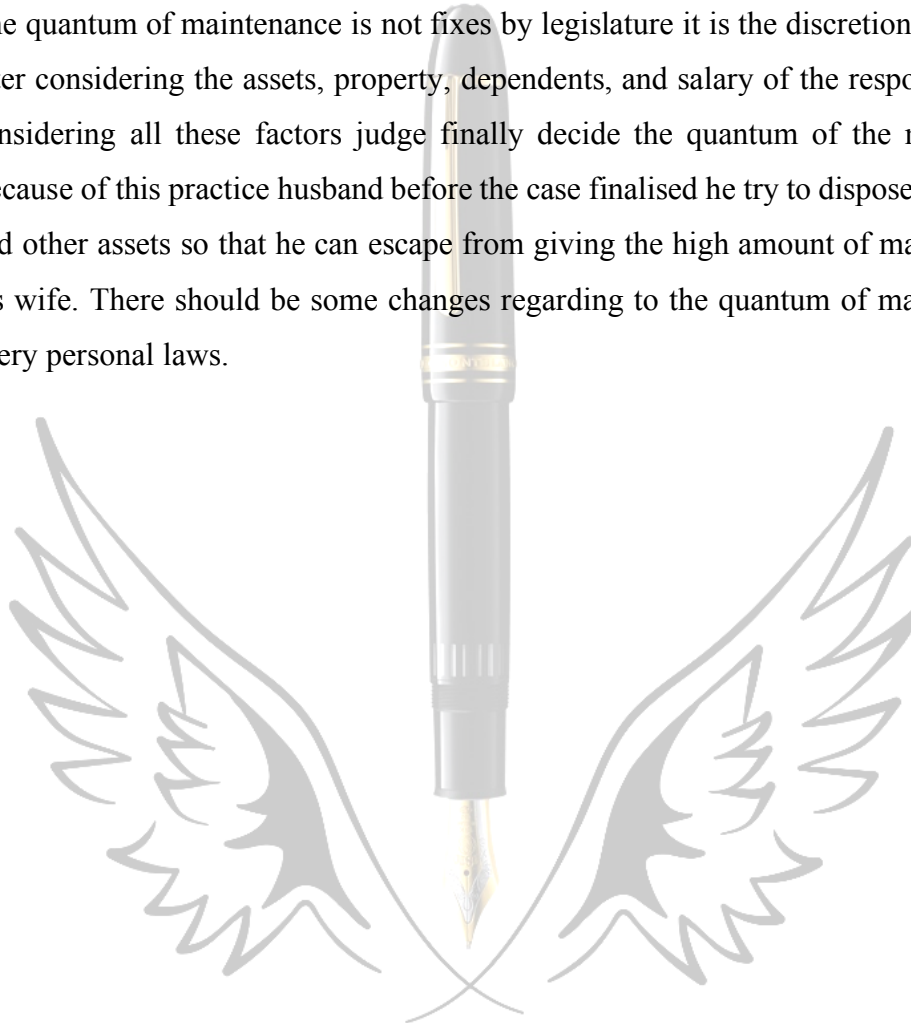 he quantum of maintenance is not fixes by legislature it is the discretion
er considering the assets, property, dependents, and salary of the respo
nsidering all these factors judge finally decide the quantum of the
ecause of this practice husband before the case finalised he try to dispose
d other assets so that he can escape from giving the high amount of ma
s wife. There should be some changes regarding to the quantum of ma
ery personal laws.